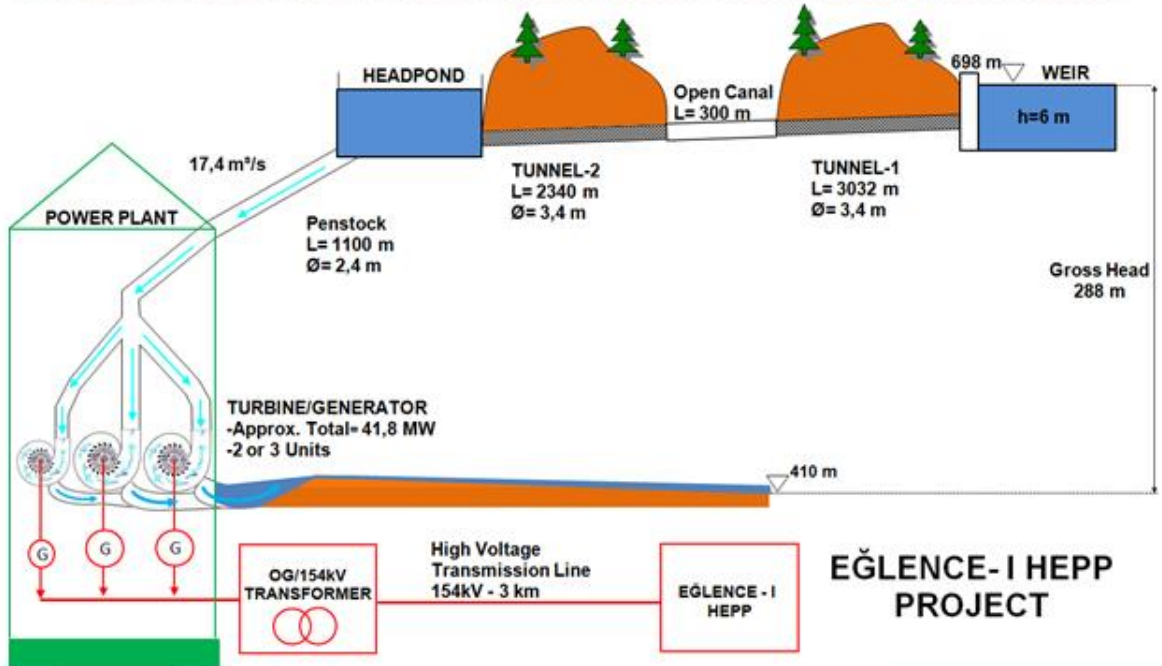 698 m
WEIR
h=6 m
HEADPOND
Open Canal
L= 300 m
TUNNEL-2
L= 2340 m
Ø= 3,4 m
TUNNEL-1
L= 3032 m
Ø= 3,4 m
17,4 m³/s
POWER PLANT
Penstock
L= 1100 m
Ø= 2,4 m
Gross Head
288 m
TURBINE/GENERATOR
-Approx. Total= 41,8 MW
-2 or 3 Units
410 m
G
G
G
OG/154kV
TRANSFORMER
High Voltage
Transmission Line
154kV - 3 km
EĞLENCE - I
HEPP
EĞLENCE- I HEPP
PROJECT